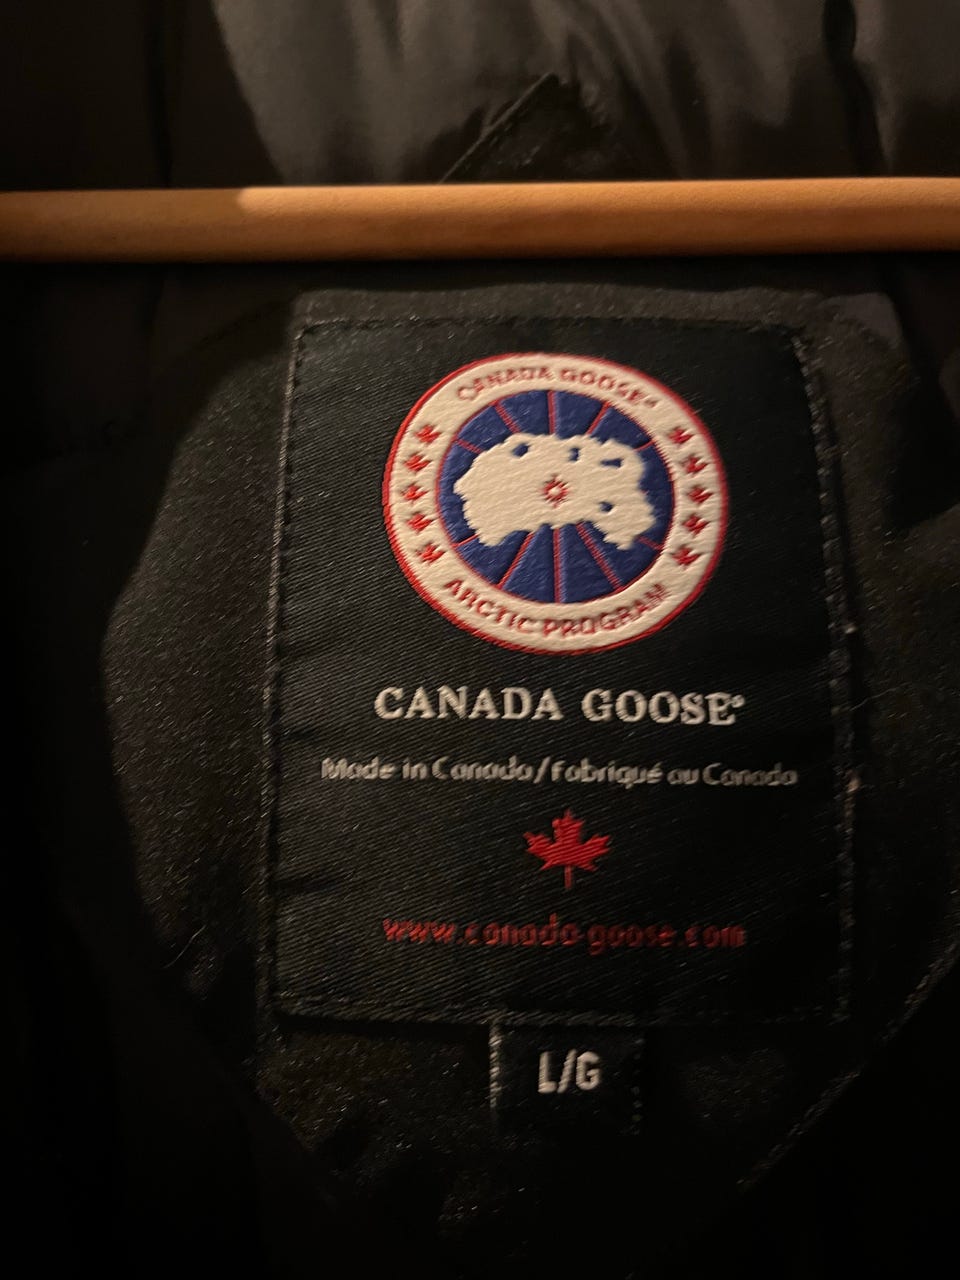 CANADA GOOSE®
ARCTIC PROGRAM
CANADA GOOSE®
Made in Canada/Fabriqué au Canada
www.canada-goose.com
L/G